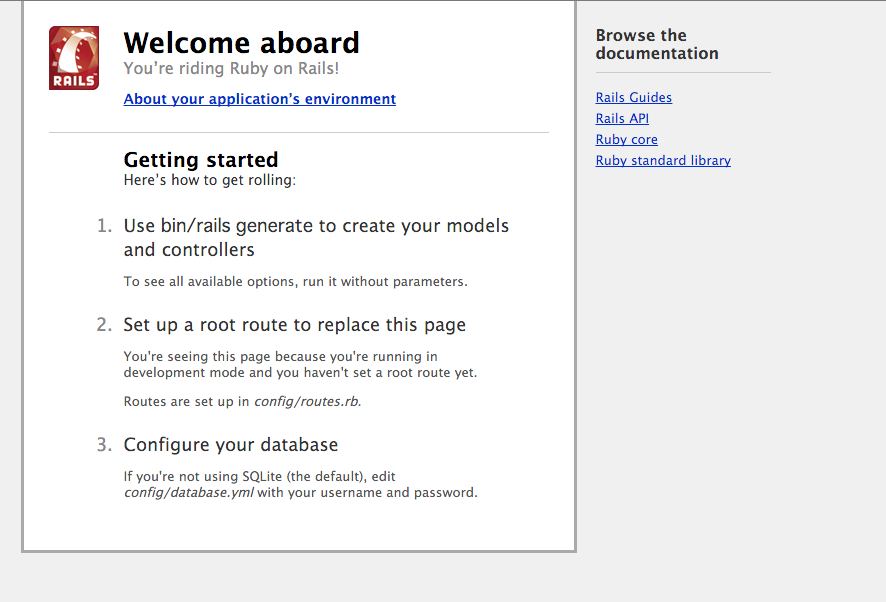 RAILS
Welcome aboard
You’re riding Ruby on Rails!
About your application’s environment
Getting started
Here’s how to get rolling:
1. Use bin/rails generate to create your models
and controllers
To see all available options, run it without parameters.
2. Set up a root route to replace this page
You're seeing this page because you're running in
development mode and you haven't set a root route yet.
Routes are set up in config/routes.rb.
3. Configure your database
If you're not using SQLite (the default), edit
config/database.yml with your username and password.
Browse the
documentation
Rails Guides
Rails API
Ruby core
Ruby standard library